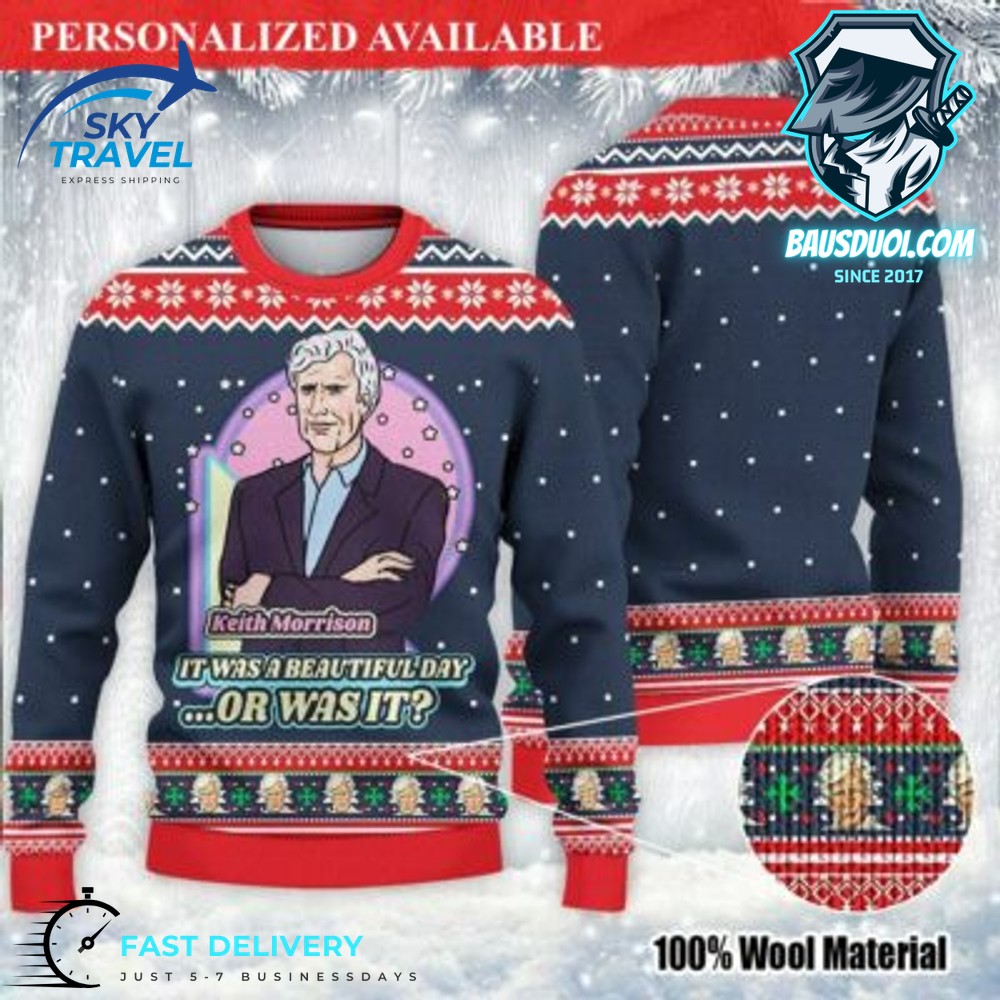 PERSONALIZED AVAILABLE
SKY
TRAVEL
EXPRESS SHIPPING
BAUSDUOI.COM
SINCE 2017
Keith Morrison
IT WAS A BEAUTIFUL DAY
...OR WAS IT?
FAST DELIVERY
JUST 5-7 BUSINESSDAYS
100% Wool Material